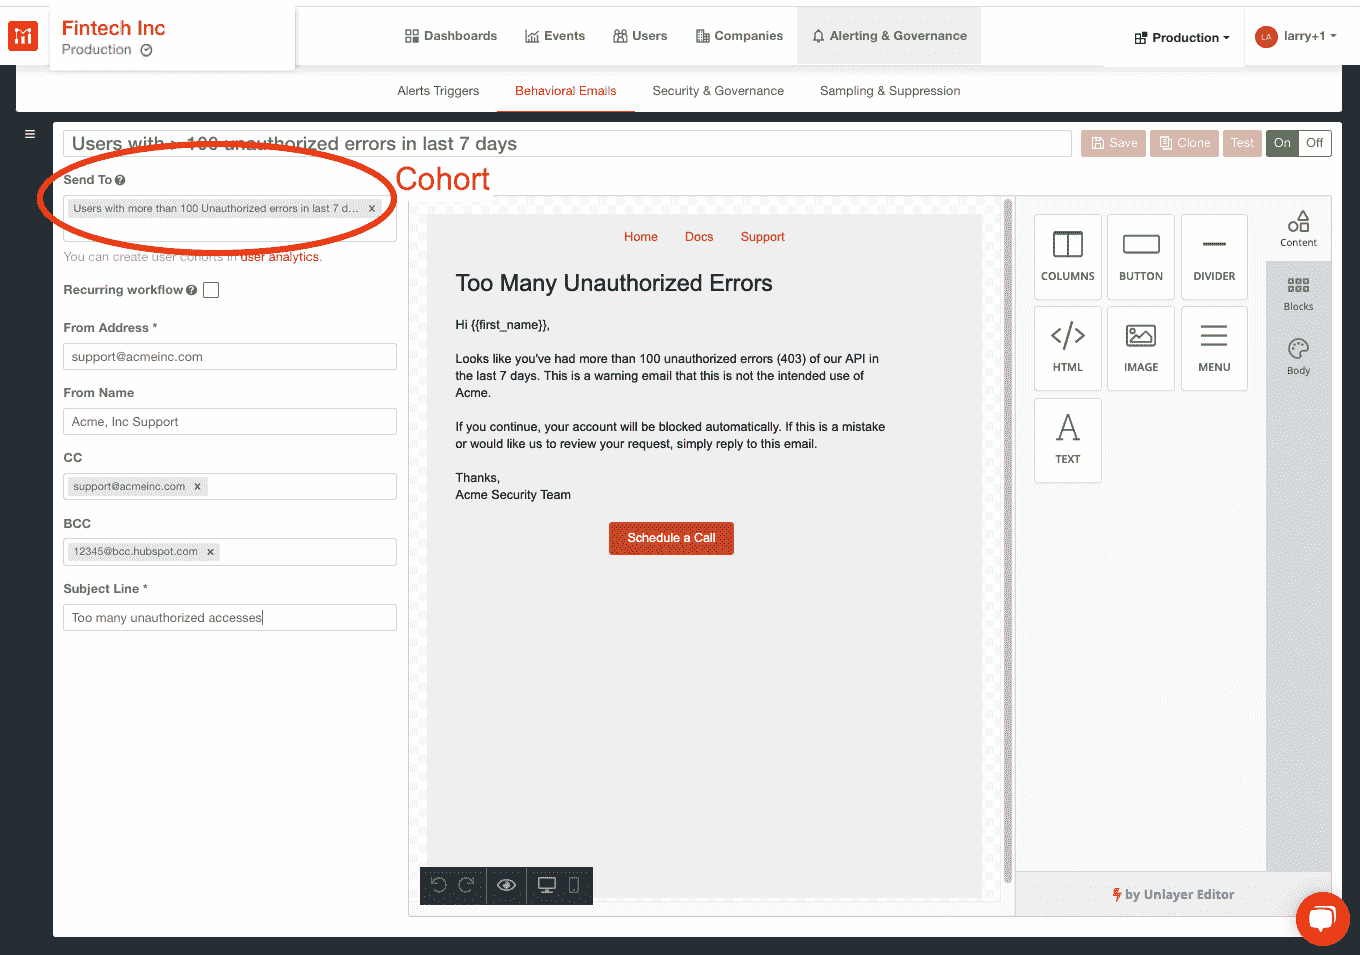 Fintech Inc
Production
Dashboards
Events
Users
Companies
Alerting & Governance
Production
LA
larry+1
Alerts Triggers
Behavioral Emails
Security & Governance
Sampling & Suppression
Users with > 100 unauthorized errors in last 7 days
Save
Clone
Test
On
Off
Send To
Cohort
Users with more than 100 Unauthorized errors in last 7 d... x
You can create user cohorts in user analytics.
Recurring workflow
From Address *
support@acmeinc.com
From Name
Acme, Inc Support
CC
support@acmeinc.com x
BCC
12345@bcc.hubspot.com x
Subject Line *
Too many unauthorized accesses
Home Docs Support
Too Many Unauthorized Errors
Hi {{first_name}},
Looks like you've had more than 100 unauthorized errors (403) of our API in
the last 7 days. This is a warning email that this is not the intended use of
Acme.
If you continue, your account will be blocked automatically. If this is a mistake
or would like us to review your request, simply reply to this email.
Thanks,
Acme Security Team
Schedule a Call
COLUMNS
BUTTON
DIVIDER
HTML
IMAGE
MENU
TEXT
Content
Blocks
Body
by Unlayer Editor